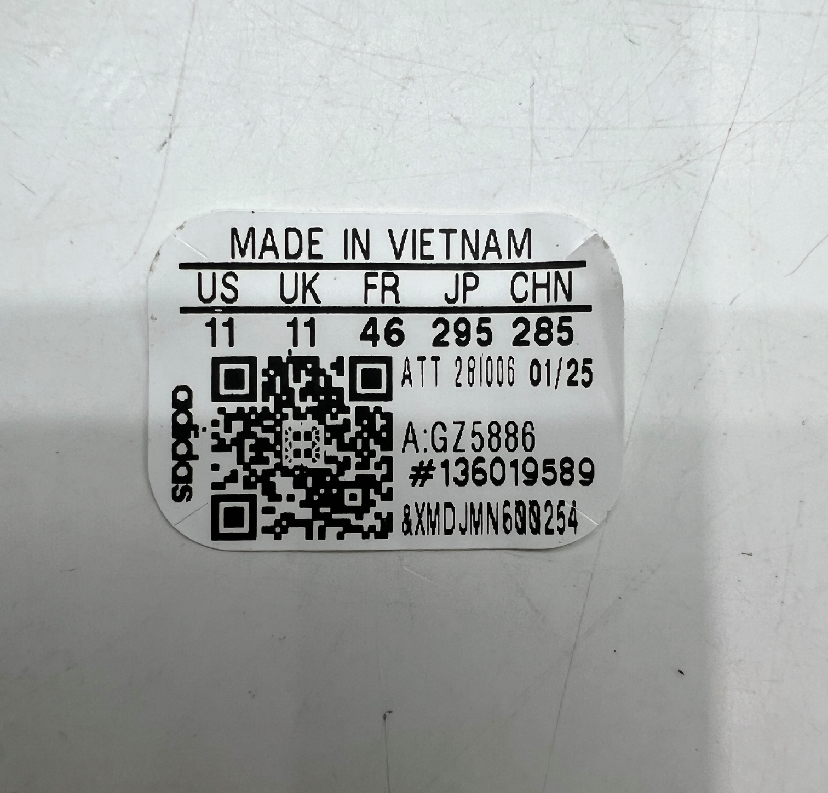 MADE IN VIETNAM
US UK FR JP CHN
11 11 46 295 285
ATT 281006 01/25
A:GZ5886
#136019589
&XMDJMN600254
adidas